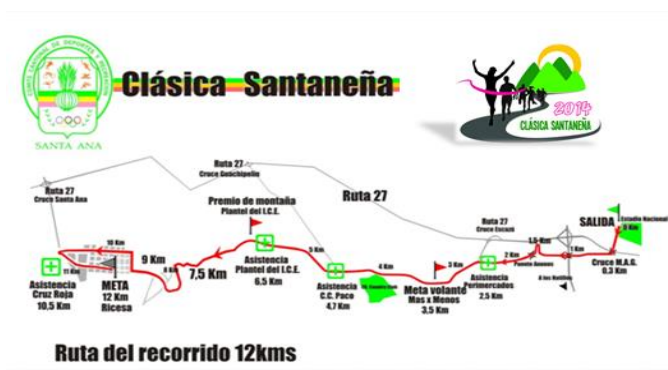 Clásica Santaneña
SANTA ANA
2014
CLÁSICA SANTANEÑA
Ruta 27
Cruce Santa Ana
Ruta 27
Cruce Guachipelín
Ruta 27
Premio de montaña
Plantel del I.C.E.
Ruta 27
Cruce Escazú
SALIDA
Estadio Nacional
0 Km
Cruce M.A.G.
0,3 Km
1 Km
1,5 Km
2 Km
A los Hatillos
Asistencia
Perimercados
2,5 Km
3 Km
Meta volante
Mas x Menos
3,5 Km
4 Km
Asistencia
C.C. Paco
4,7 Km
5 Km
Asistencia
Plantel del I.C.E.
6,5 Km
7,5 Km
8 Km
9 Km
10 Km
11 Km
META
12 Km
Ricesa
Asistencia
Cruz Roja
10,5 Km
Ruta del recorrido 12kms